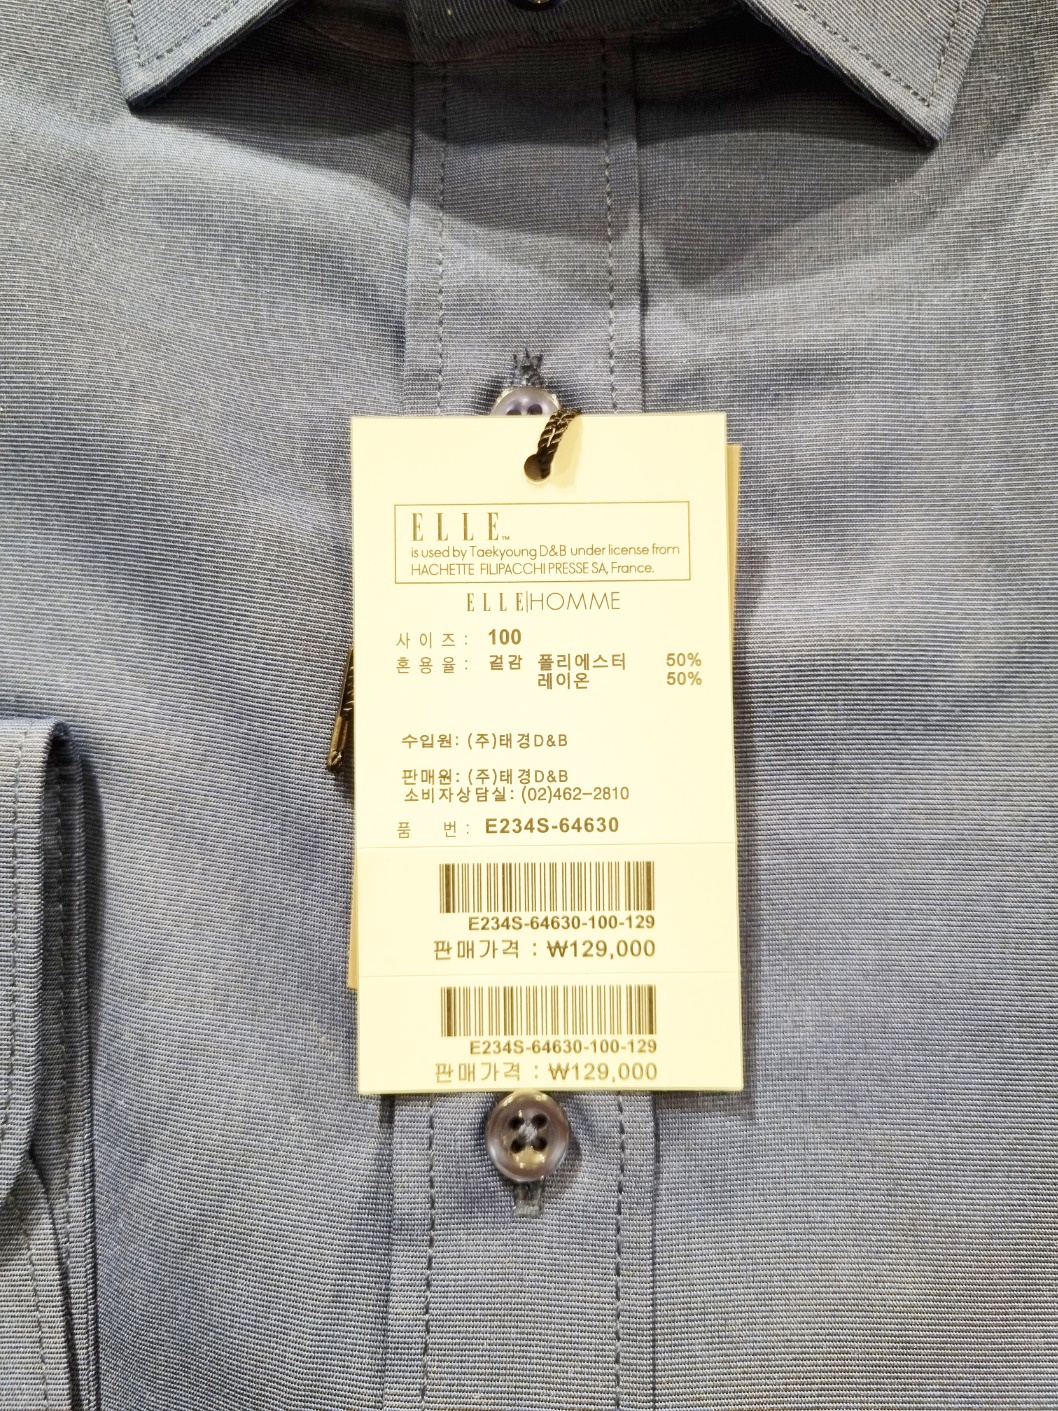 ELLE™
is used by Taekyoung D&B under license from
HACHETTE FILIPACCHI PRESSE SA, France.
ELLE|HOMME
사 이 즈 : 100
혼 용 율 : 겉감 폴리에스터 50%
레이온 50%
수입원: (주)태경D&B
판매원: (주)태경D&B
소비자상담실: (02)462-2810
품 번 : E234S-64630
E234S-64630-100-129
판매가격 : ₩129,000
E234S-64630-100-129
판매가격 : ₩129,000